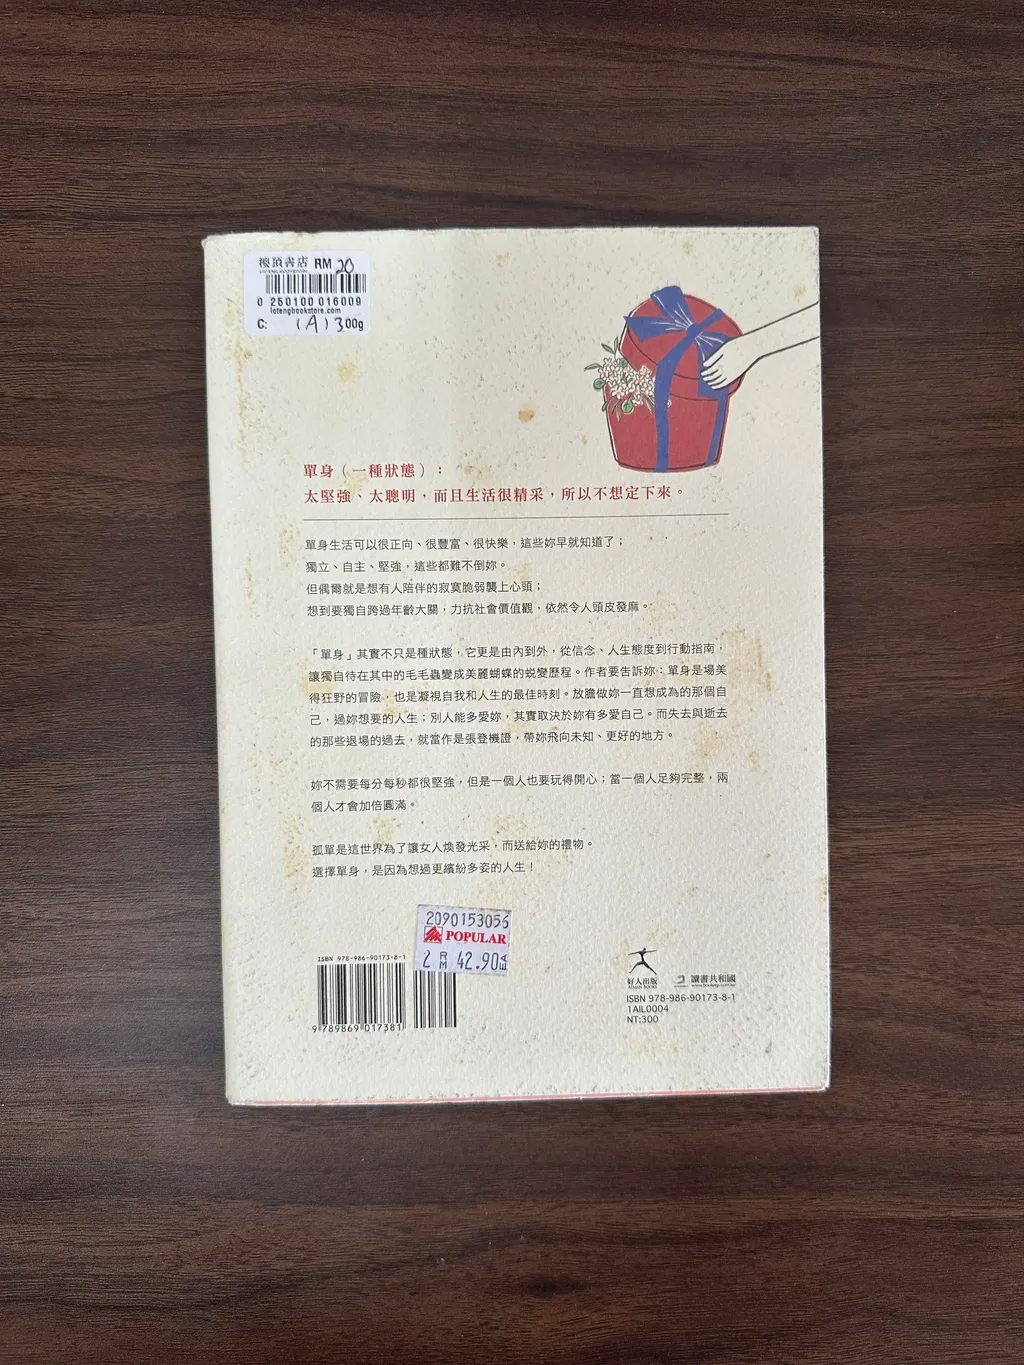 樓頂書店 RM 20
0 250100 016009
lotengbookstore.com
C: (A) 300g
單身（一種狀態）：
太堅強、太聰明，而且生活很精采，所以不想定下來。
單身生活可以很正向、很豐富、很快樂，這些妳早就知道了；
獨立、自主、堅強，這些都難不倒妳。
但偶爾就是想有人陪伴的寂寞脆弱襲上心頭；
想到要獨自跨過年齡大關，力抗社會價值觀，依然令人頭皮發麻。
「單身」其實不只是種狀態，它更是由內到外，從信念、人生態度到行動指南，
讓獨自待在其中的毛毛蟲變成美麗蝴蝶的蛻變歷程。作者要告訴妳：單身是場美
得狂野的冒險，也是凝視自我和人生的最佳時刻。放膽做妳一直想成為的那個自
己，過妳想要的人生；別人能多愛妳，其實取決於妳有多愛自己。而失去與逝去
的那些退場的過去，就當作是張登機證，帶妳飛向未知、更好的地方。
妳不需要每分每秒都很堅強，但是一個人也要玩得開心；當一個人足夠完整，兩
個人才會加倍圓滿。
孤單是這世界為了讓女人煥發光采，而送給妳的禮物。
選擇單身，是因為想過更繽紛多姿的人生！
2090153056
POPULAR
2 RM 42.90 EA
ISBN 978-986-90173-8-1
9 789869 017381
好人出版
讀書共和國
ISBN 978-986-90173-8-1
1AIL0004
NT:300